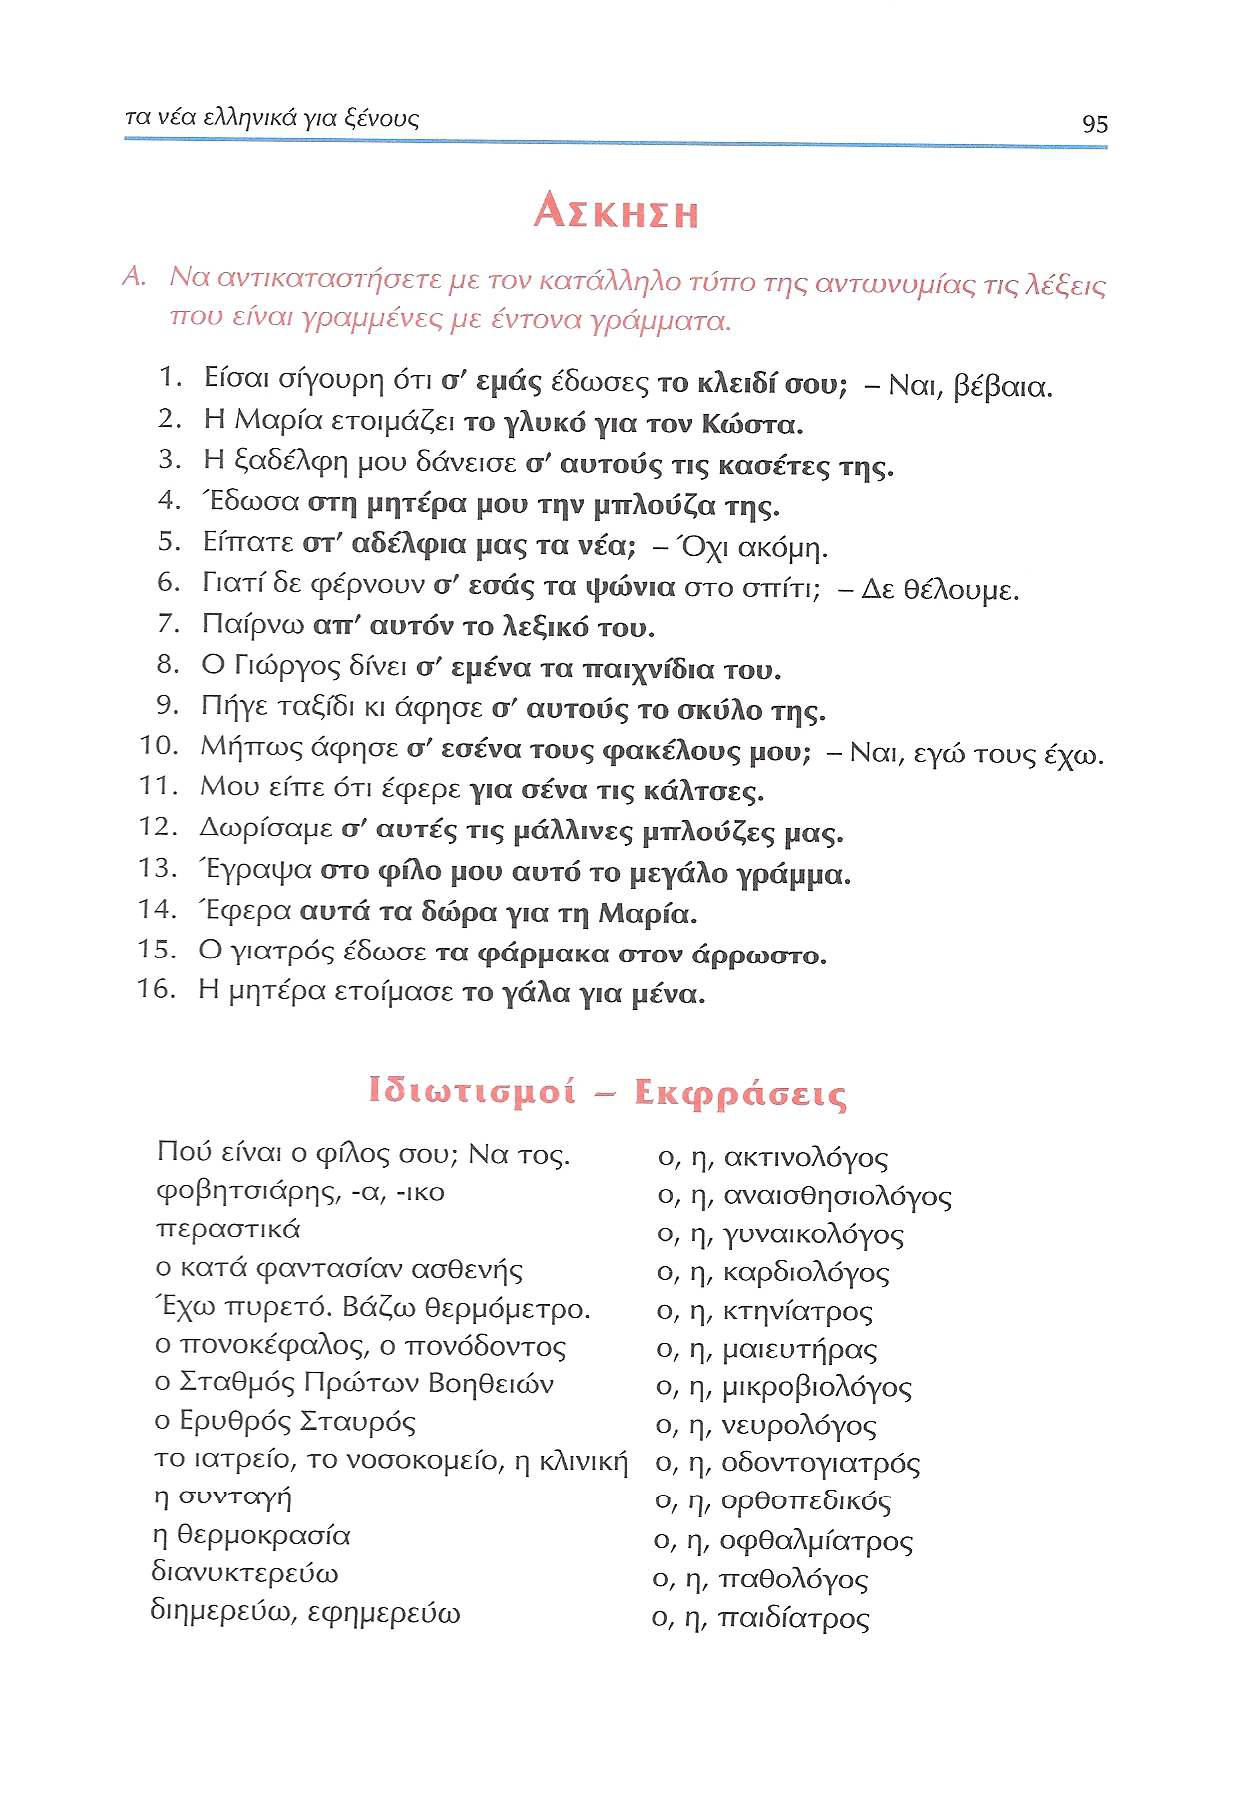 τα νέα ελληνικά για ξένους
95
ΑΣΚΗΣΗ
Α. Να αντικαταστήσετε με τον κατάλληλο τύπο της αντωνυμίας τις λέξεις
που είναι γραμμένες με έντονα γράμματα.
1. Είσαι σίγουρη ότι σ' εμάς έδωσες το κλειδί σου; – Ναι, βέβαια.
2. Η Μαρία ετοιμάζει το γλυκό για τον Κώστα.
3. Η ξαδέλφη μου δάνεισε σ' αυτούς τις κασέτες της.
4. Έδωσα στη μητέρα μου την μπλούζα της.
5. Είπατε στ' αδέλφια μας τα νέα; – Όχι ακόμη.
6. Γιατί δε φέρνουν σ' εσάς τα ψώνια στο σπίτι; – Δε θέλουμε.
7. Παίρνω απ' αυτόν το λεξικό του.
8. Ο Γιώργος δίνει σ' εμένα τα παιχνίδια του.
9. Πήγε ταξίδι κι άφησε σ' αυτούς το σκύλο της.
10. Μήπως άφησε σ' εσένα τους φακέλους μου; – Ναι, εγώ τους έχω.
11. Μου είπε ότι έφερε για σένα τις κάλτσες.
12. Δωρίσαμε σ' αυτές τις μάλλινες μπλούζες μας.
13. Έγραψα στο φίλο μου αυτό το μεγάλο γράμμα.
14. Έφερα αυτά τα δώρα για τη Μαρία.
15. Ο γιατρός έδωσε τα φάρμακα στον άρρωστο.
16. Η μητέρα ετοίμασε το γάλα για μένα.
Ιδιωτισμοί – Εκφράσεις
Πού είναι ο φίλος σου; Να τος.
φοβητσιάρης, -α, -ικο
περαστικά
ο κατά φαντασίαν ασθενής
Έχω πυρετό. Βάζω θερμόμετρο.
ο πονοκέφαλος, ο πονόδοντος
ο Σταθμός Πρώτων Βοηθειών
ο Ερυθρός Σταυρός
το ιατρείο, το νοσοκομείο, η κλινική
η συνταγή
η θερμοκρασία
διανυκτερεύω
διημερεύω, εφημερεύω
ο, η, ακτινολόγος
ο, η, αναισθησιολόγος
ο, η, γυναικολόγος
ο, η, καρδιολόγος
ο, η, κτηνίατρος
ο, η, μαιευτήρας
ο, η, μικροβιολόγος
ο, η, νευρολόγος
ο, η, οδοντογιατρός
ο, η, ορθοπεδικός
ο, η, οφθαλμίατρος
ο, η, παθολόγος
ο, η, παιδίατρος